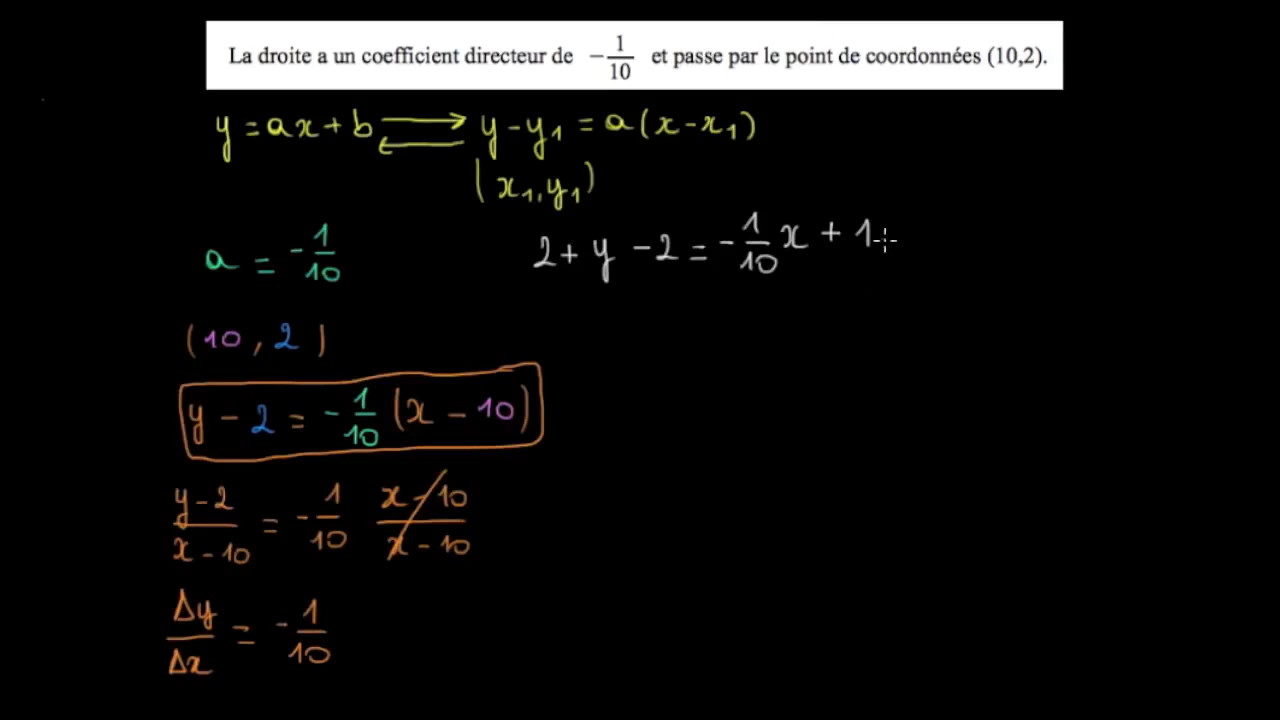 La droite a un coefficient directeur de -1/10 et passe par le point de coordonnées (10,2).
y = ax + b ⇄ y - y₁ = a(x - x₁)
(x₁, y₁)
a = -1/10
2 + y - 2 = -1/10 x + 1
(10, 2)
y - 2 = -1/10 (x - 10)
(y - 2)/(x - 10) = -1/10 (x - 10)/(x - 10)
Δy/Δx = -1/10